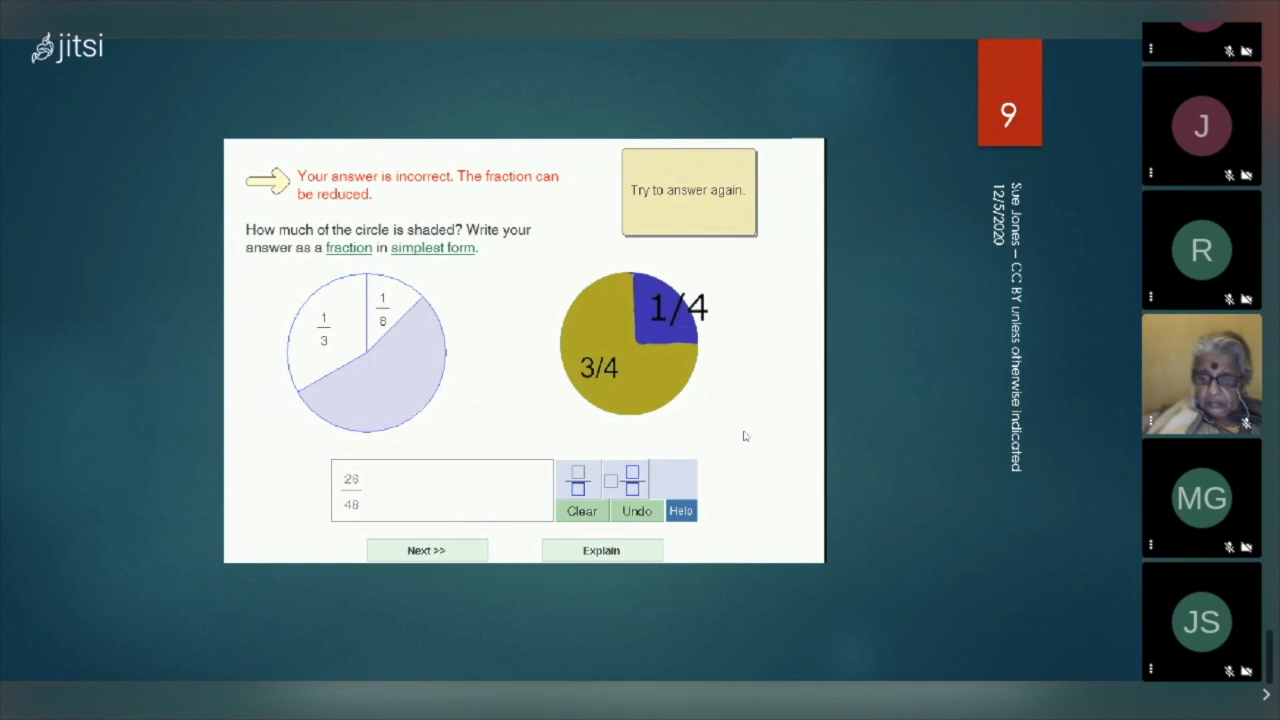 jitsi
9
Sue Jones – CC BY unless otherwise indicated
12/5/2020
Your answer is incorrect. The fraction can
be reduced.
Try to answer again.
How much of the circle is shaded? Write your
answer as a fraction in simplest form.
1
3
1
8
1/4
3/4
26
48
Clear
Undo
Help
Next >>
Explain
J
R
MG
JS